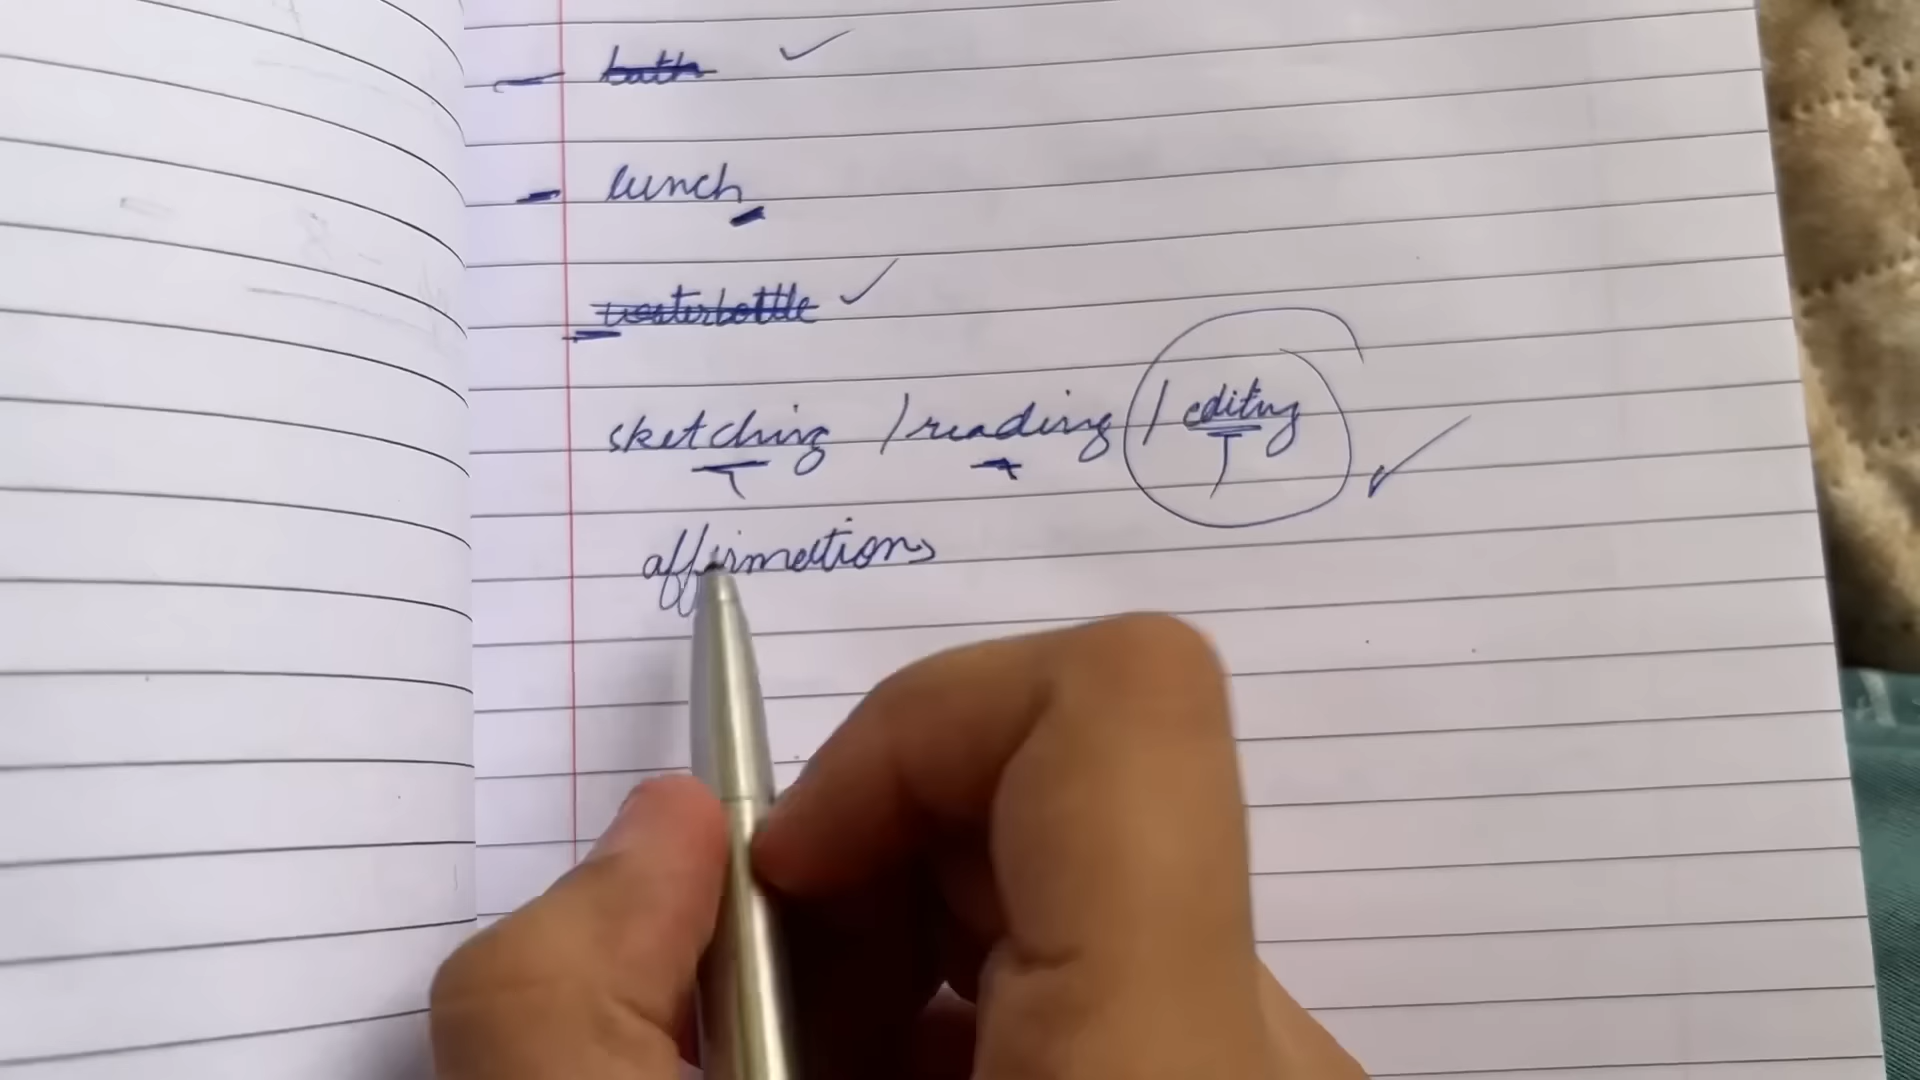 - bath ✓
- lunch
- waterbottle ✓
sketching / reading / editing ✓
affirmations